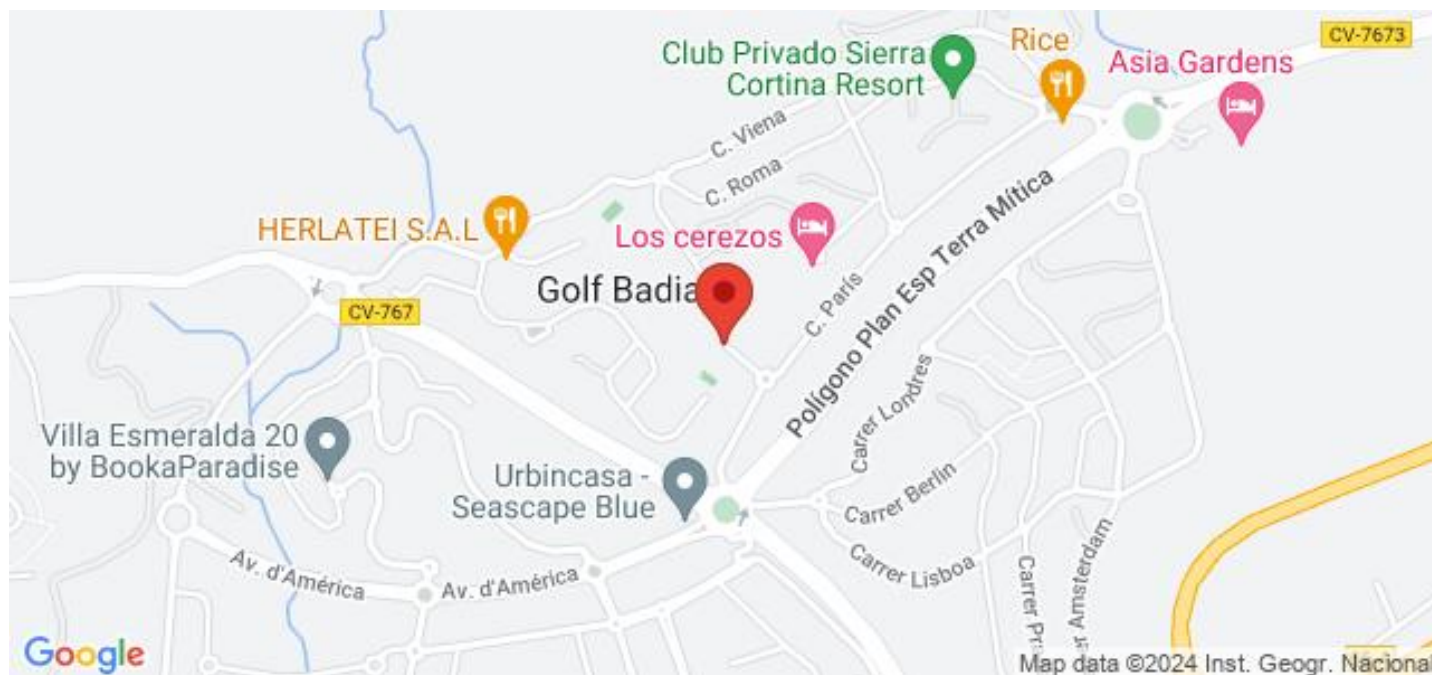 CV-7673
Club Privado Sierra
Cortina Resort
Rice
Asia Gardens
C. Viena
C. Roma
HERLATEI S.A.L
Los cerezos
Golf Badia
CV-767
C. París
Polígono Plan Esp Terra Mítica
Carrer Londres
Villa Esmeralda 20
by BookaParadise
Urbincasa -
Seascape Blue
Carrer Berlin
Carrer Lisboa
Av. d'América
Av. d'América
Carrer
Amsterdam
Google
Map data ©2024 Inst. Geogr. Nacional